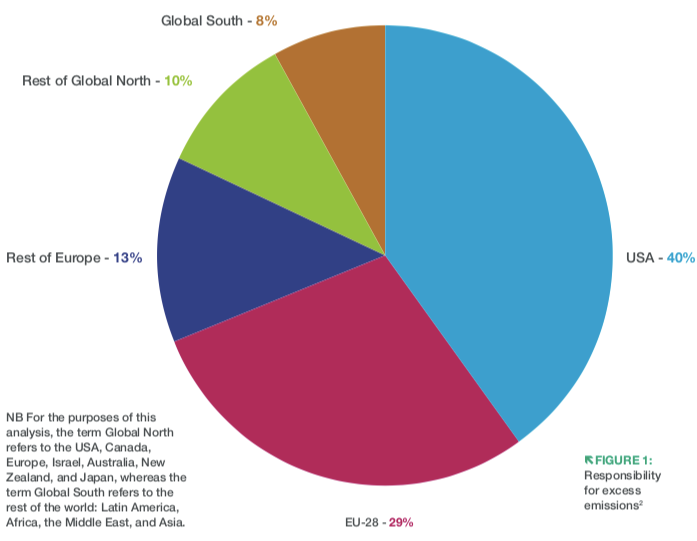 Global South - 8%
Rest of Global North - 10%
Rest of Europe - 13%
USA - 40%
NB For the purposes of this
analysis, the term Global North
refers to the USA, Canada,
Europe, Israel, Australia, New
Zealand, and Japan, whereas the
term Global South refers to the
rest of the world: Latin America,
Africa, the Middle East, and Asia.
FIGURE 1:
Responsibility
for excess
emissions²
EU-28 - 29%